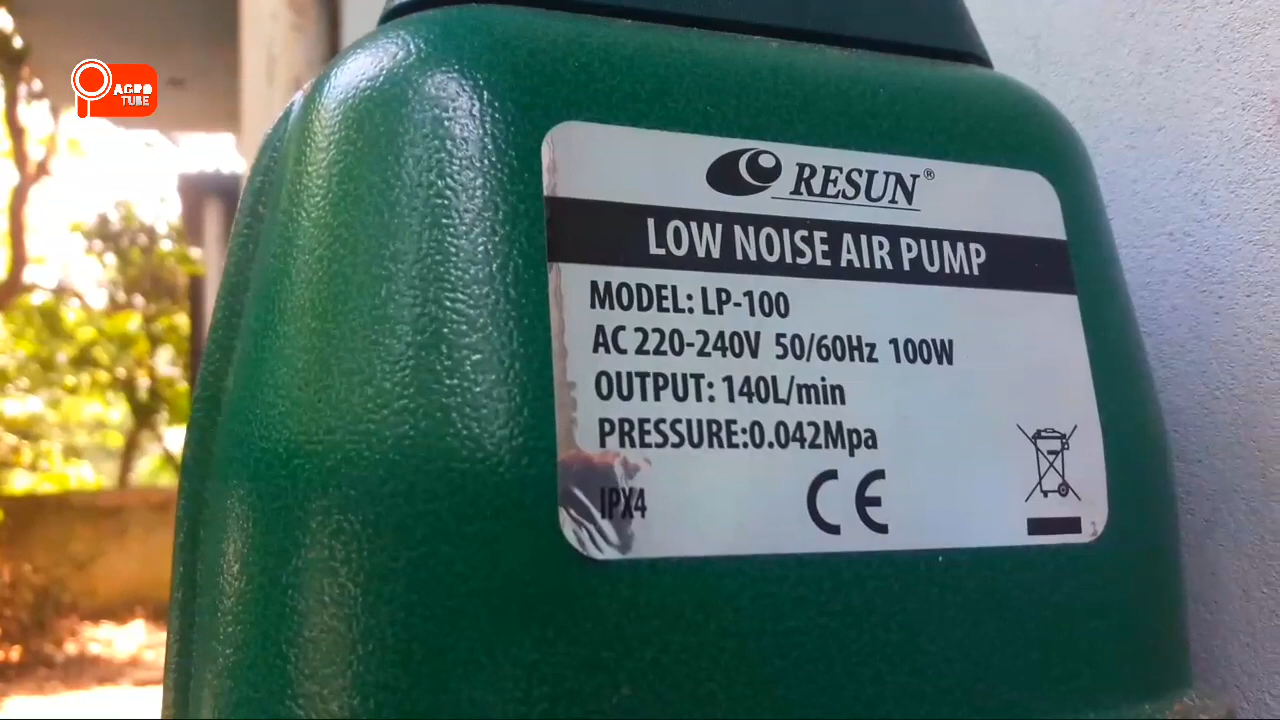 AGRO
TUBE
RESUN®
LOW NOISE AIR PUMP
MODEL: LP-100
AC 220-240V 50/60Hz 100W
OUTPUT: 140L/min
PRESSURE:0.042Mpa
IPX4
CE